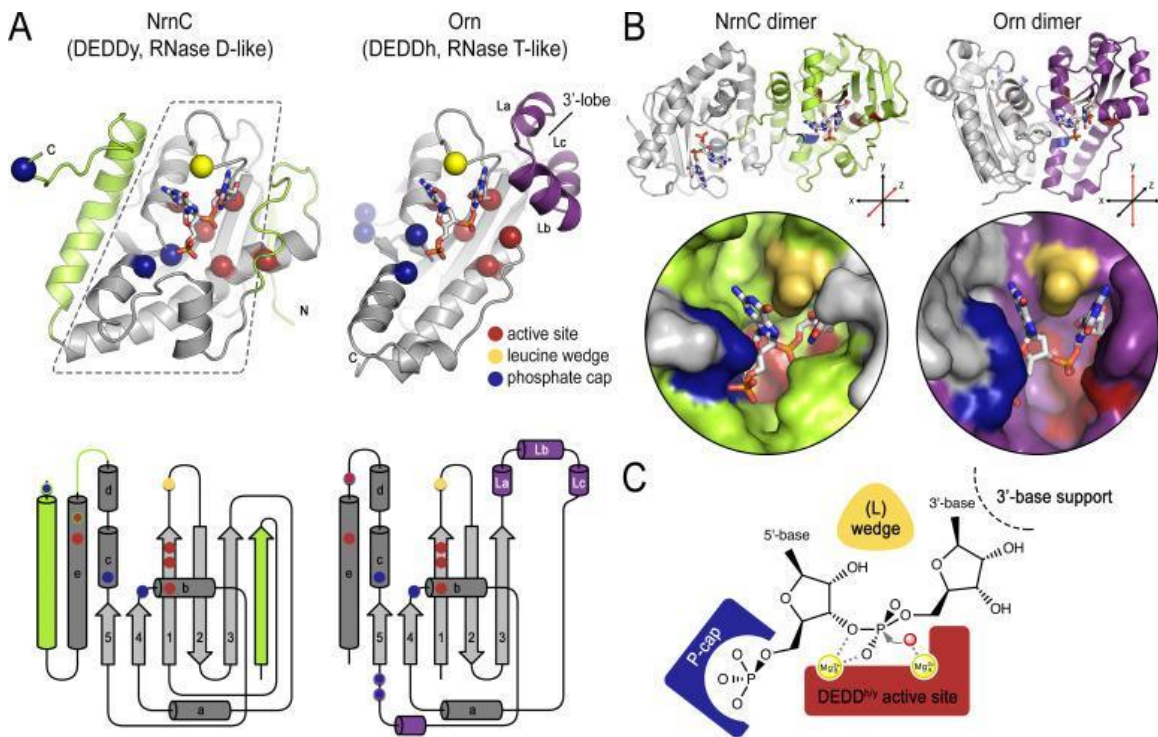 A
NrnC
(DEDDy, RNase D-like)
Orn
(DEDDh, RNase T-like)
C
N
La
3'-lobe
Lc
Lb
C
active site
leucine wedge
phosphate cap
B
NrnC dimer
Orn dimer
y
z
x
y
z
x
d
e
c
b
5
4
1
2
3
a
Lb
d
La
Lc
e
c
b
5
4
1
2
3
a
C
3'-base support
(L)
wedge
3'-base
5'-base
OH
OH
OH
O
O
O
O
O
P
O
P-cap
O
P
O
O
O
Mg
Mg
DEDDh/y active site